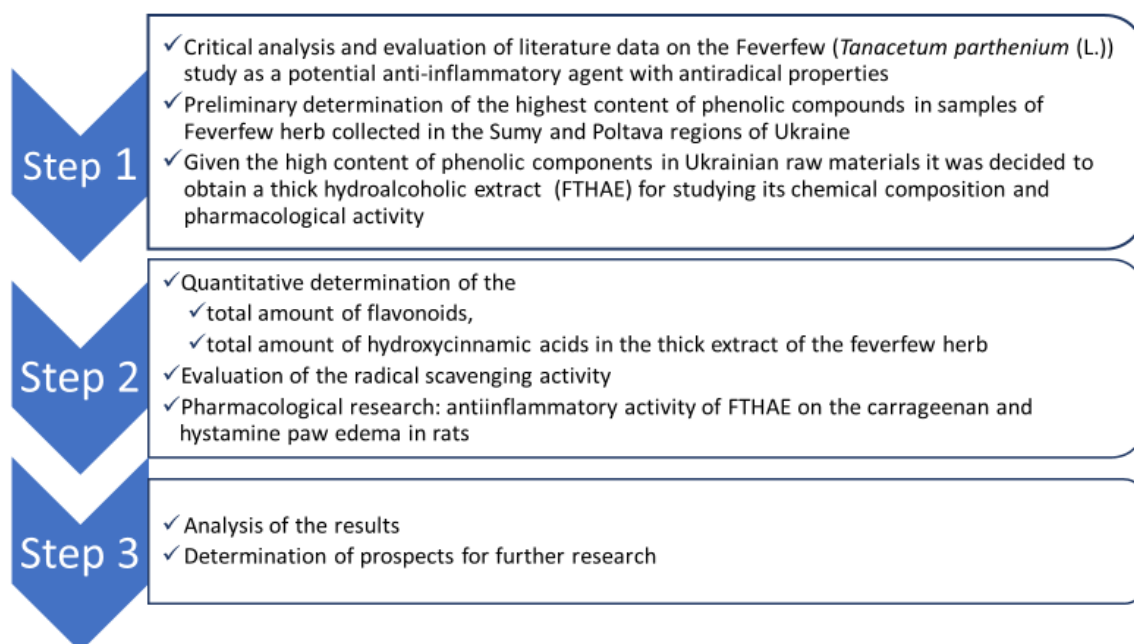 Step 1
✓Critical analysis and evaluation of literature data on the Feverfew (Tanacetum parthenium (L.))
study as a potential anti-inflammatory agent with antiradical properties
✓Preliminary determination of the highest content of phenolic compounds in samples of
Feverfew herb collected in the Sumy and Poltava regions of Ukraine
✓Given the high content of phenolic components in Ukrainian raw materials it was decided to
obtain a thick hydroalcoholic extract (FTHAE) for studying its chemical composition and
pharmacological activity
Step 2
✓Quantitative determination of the
✓total amount of flavonoids,
✓total amount of hydroxycinnamic acids in the thick extract of the feverfew herb
✓Evaluation of the radical scavenging activity
✓Pharmacological research: antiinflammatory activity of FTHAE on the carrageenan and
hystamine paw edema in rats
Step 3
✓Analysis of the results
✓Determination of prospects for further research